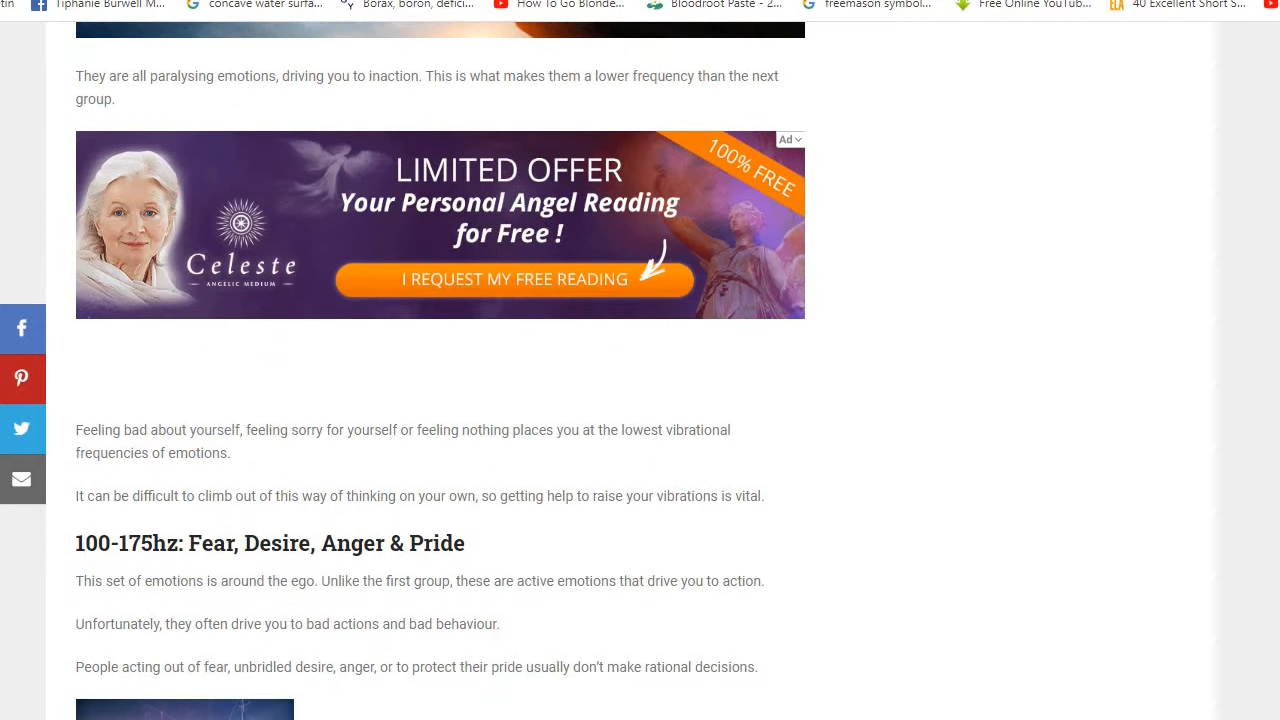 tin
Tiphanie Burwell M...
concave water surfa...
Borax, boron, defici...
How To Go Blonde...
Bloodroot Paste - 2...
freemason symbol...
Free Online YouTub...
ELA
40 Excellent Short S...
They are all paralysing emotions, driving you to inaction. This is what makes them a lower frequency than the next
group.
Ad
100% FREE
LIMITED OFFER
Your Personal Angel Reading
for Free !
Celeste
ANGELIC MEDIUM
I REQUEST MY FREE READING
Feeling bad about yourself, feeling sorry for yourself or feeling nothing places you at the lowest vibrational
frequencies of emotions.
It can be difficult to climb out of this way of thinking on your own, so getting help to raise your vibrations is vital.
100-175hz: Fear, Desire, Anger & Pride
This set of emotions is around the ego. Unlike the first group, these are active emotions that drive you to action.
Unfortunately, they often drive you to bad actions and bad behaviour.
People acting out of fear, unbridled desire, anger, or to protect their pride usually don't make rational decisions.